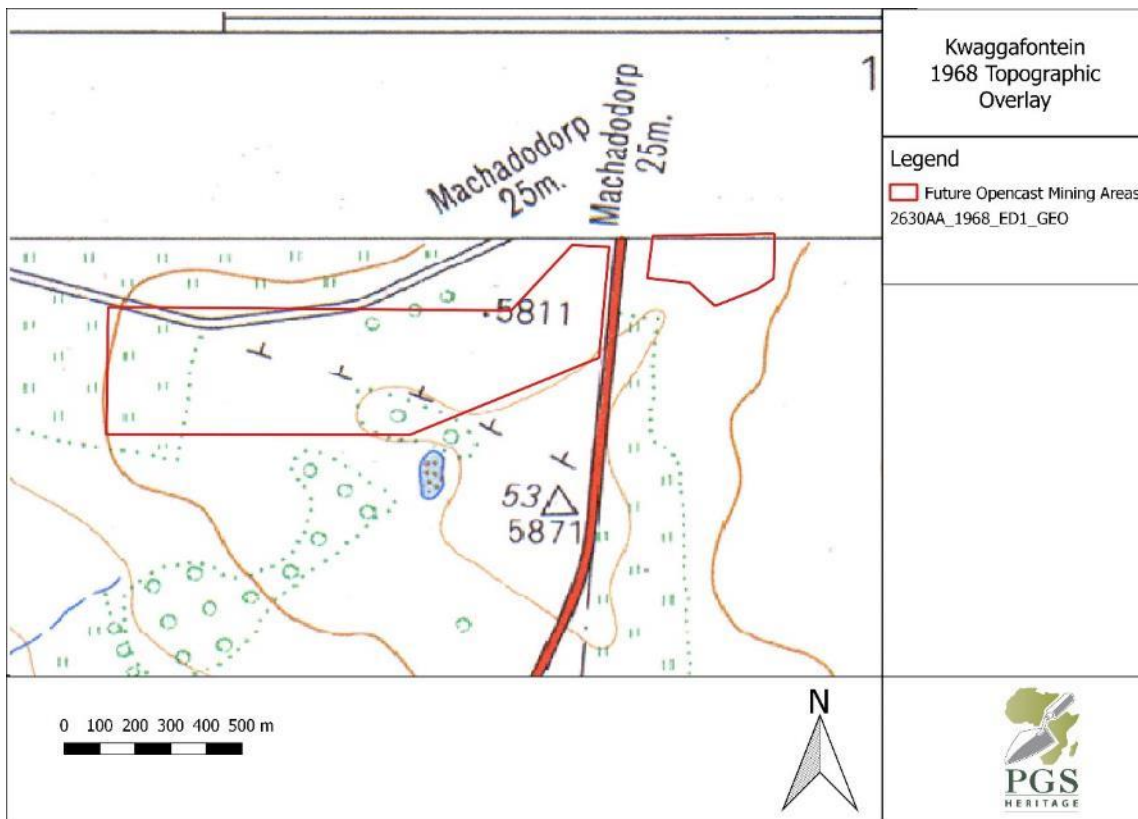 Kwaggafontein
1968 Topographic
Overlay
Legend
Future Opencast Mining Areas
2630AA_1968_ED1_GEO
1
Machadodorp
25m.
Machadodorp
25m.
5811
53
5871
0 100 200 300 400 500 m
N
PGS
HERITAGE